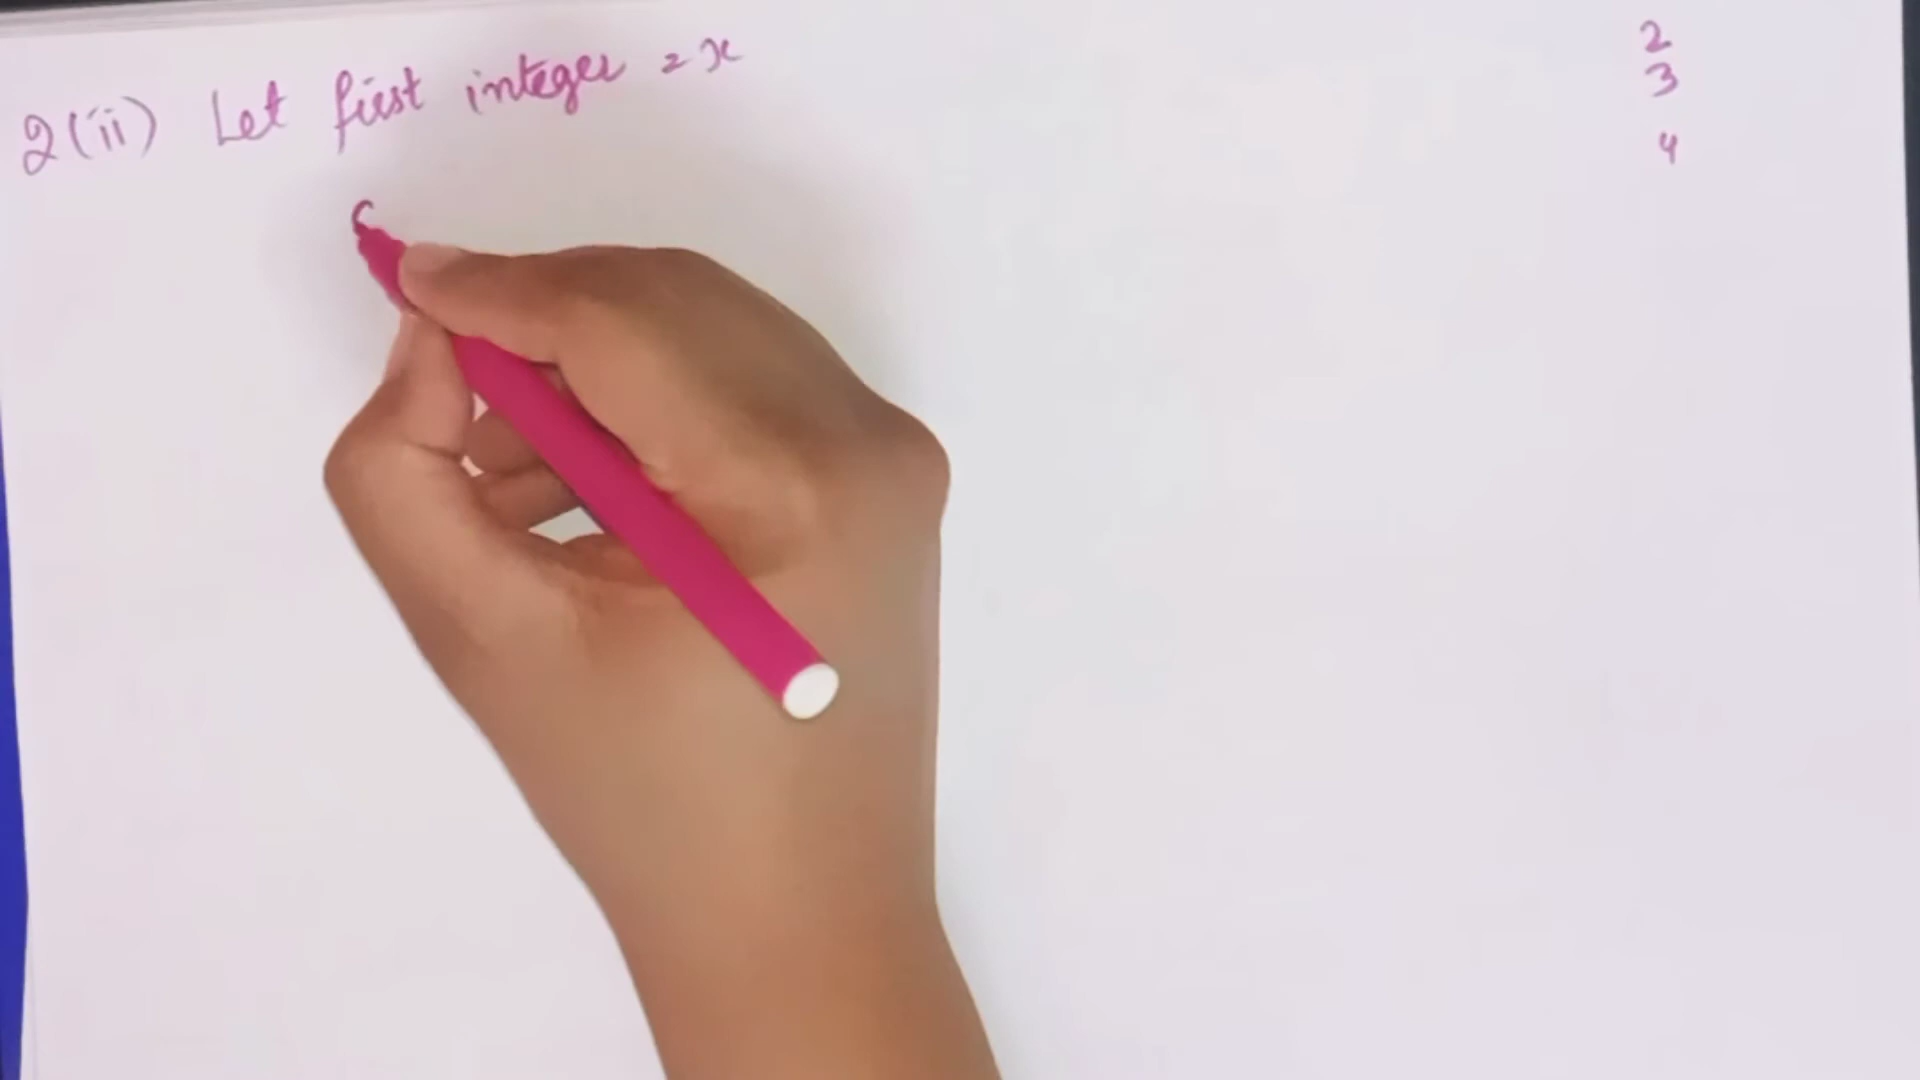 2(ii) Let first integer = x
2
3
4